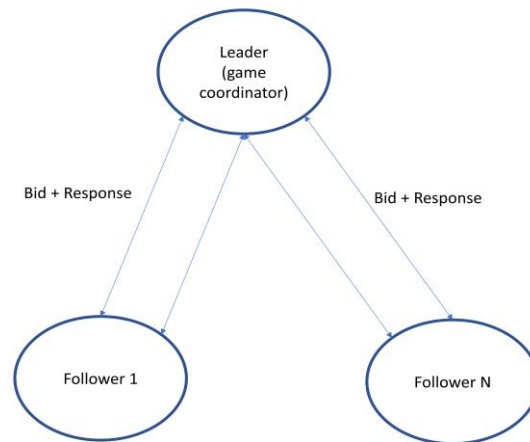 Leader
(game
coordinator)
Bid + Response
Bid + Response
Follower 1
Follower N